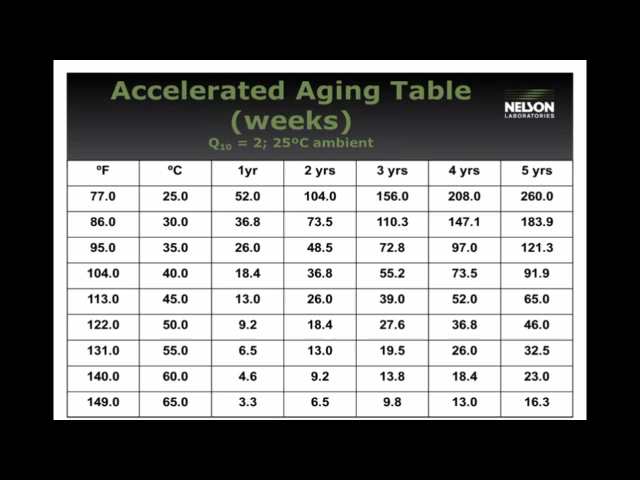 Accelerated Aging Table
(weeks)
Q10 = 2; 25ºC ambient
NELSON
LABORATORIES
ºF ºC 1yr 2 yrs 3 yrs 4 yrs 5 yrs
77.0 25.0 52.0 104.0 156.0 208.0 260.0
86.0 30.0 36.8 73.5 110.3 147.1 183.9
95.0 35.0 26.0 48.5 72.8 97.0 121.3
104.0 40.0 18.4 36.8 55.2 73.5 91.9
113.0 45.0 13.0 26.0 39.0 52.0 65.0
122.0 50.0 9.2 18.4 27.6 36.8 46.0
131.0 55.0 6.5 13.0 19.5 26.0 32.5
140.0 60.0 4.6 9.2 13.8 18.4 23.0
149.0 65.0 3.3 6.5 9.8 13.0 16.3